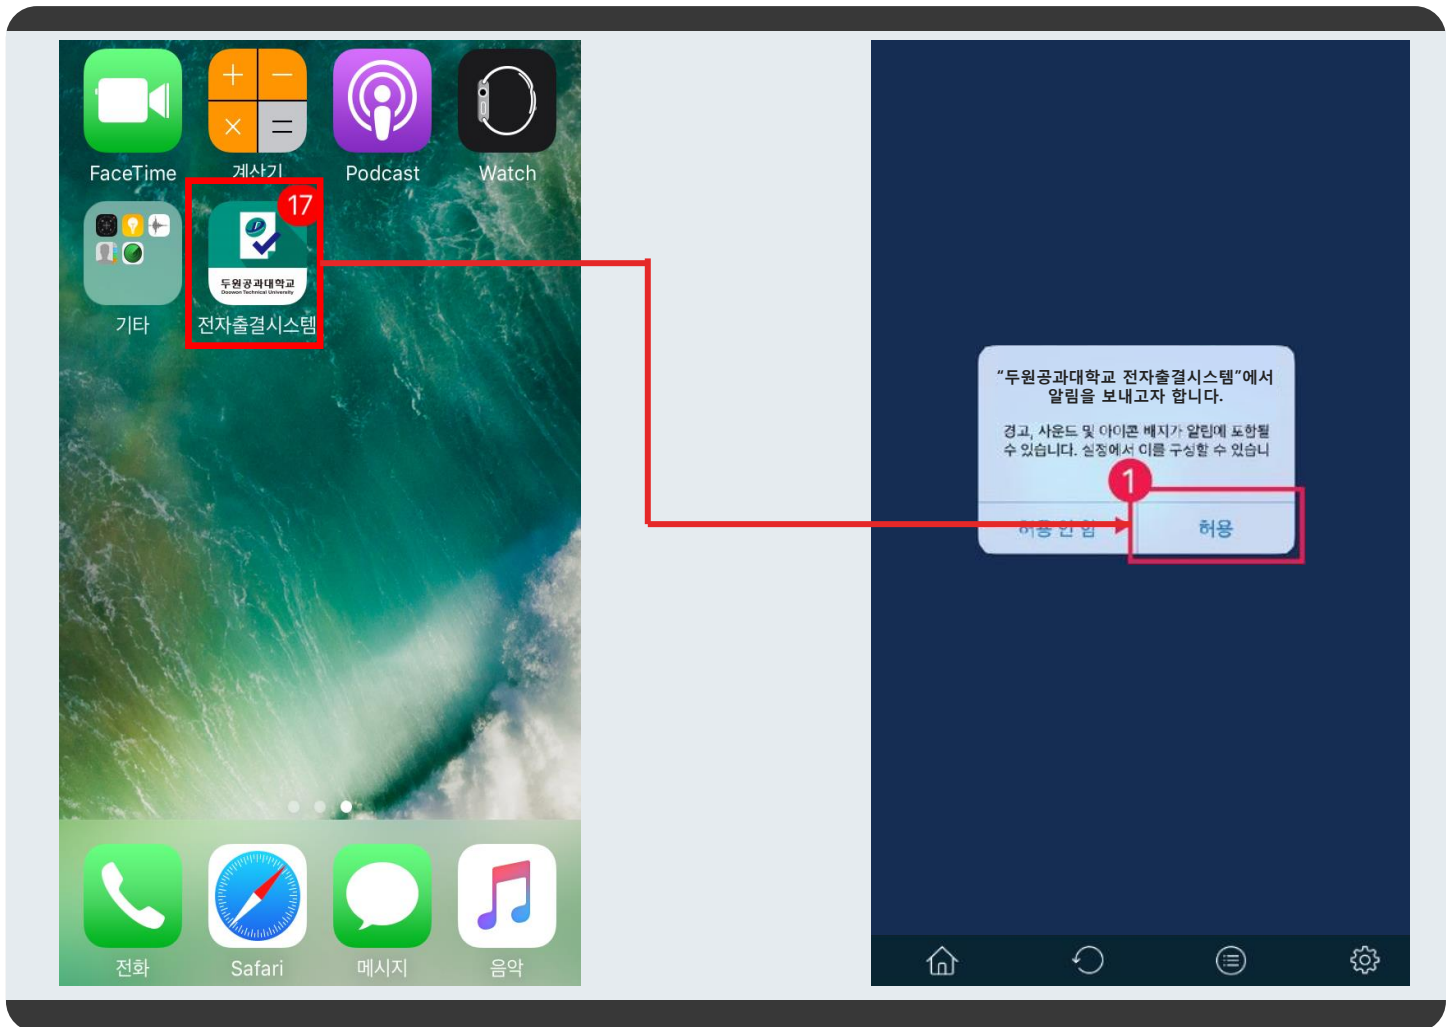 FaceTime
계산기
Podcast
Watch
17
두원공과대학교
Doowon Technical University
기타
전자출결시스템
전화
Safari
메시지
음악
“두원공과대학교 전자출결시스템”에서
알림을 보내고자 합니다.
경고, 사운드 및 아이콘 배지가 알림에 포함될
수 있습니다. 설정에서 이를 구성할 수 있습니
1
허용 안 함
허용